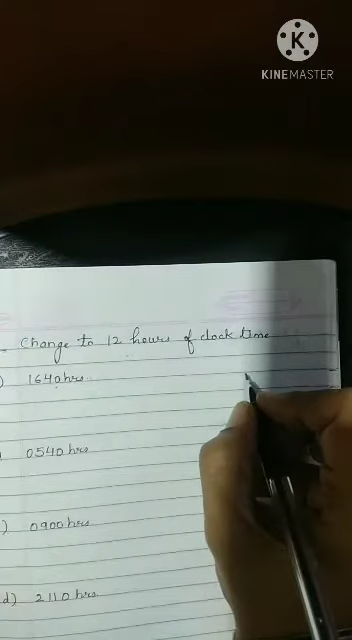 K
KINEMASTER
Change to 12 hours of clock time
) 1640hrs.
) 0540 hrs
) 0900 hrs
d) 2110 hrs.